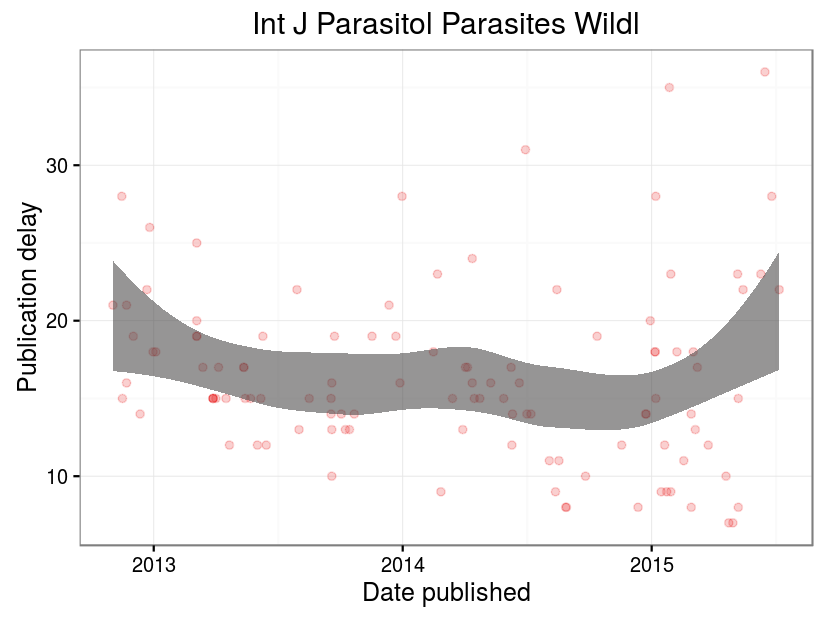 Int J Parasitol Parasites Wildl
Publication delay
30
20
10
2013 2014 2015
Date published